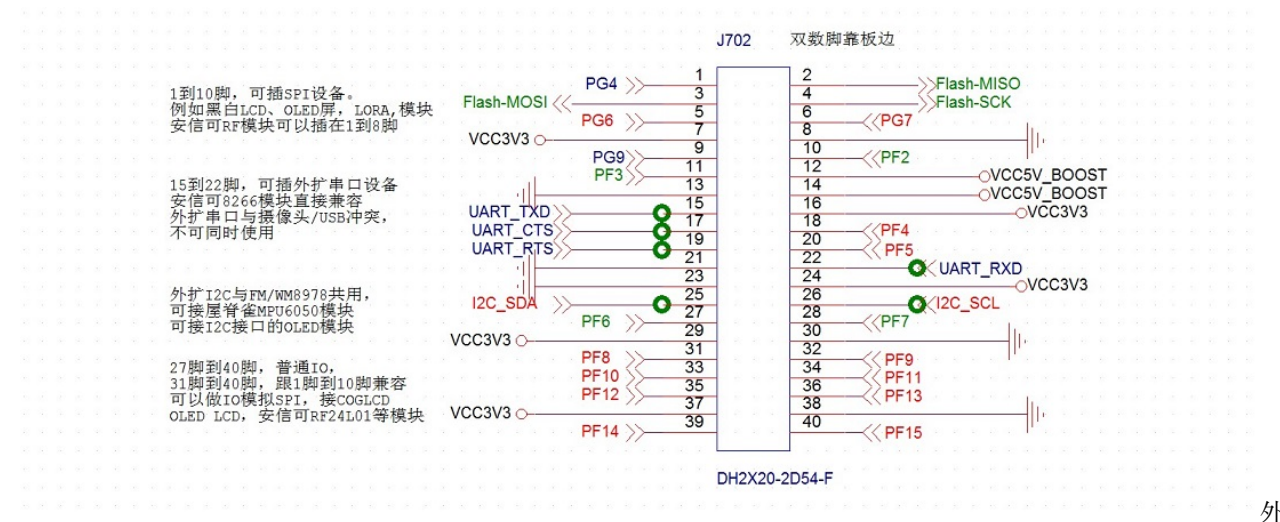 J702
双数脚靠板边
1到10脚，可插SPI设备。
例如黑白LCD、OLED屏，LORA,模块
安信可RF模块可以插在1到8脚
15到22脚，可插外扩串口设备
安信可8266模块直接兼容
外扩串口与摄像头/USB冲突，
不可同时使用
外扩I2C与FM/WM8978共用，
可接屋脊雀MPU6050模块
可接I2C接口的OLED模块
27脚到40脚，普通IO，
31脚到40脚，跟1脚到10脚兼容
可以做IO模拟SPI，接COGLCD
OLED LCD，安信可RF24L01等模块
PG4 1 2 Flash-MISO
Flash-MOSI 3 4 Flash-SCK
PG6 5 6 PG7
VCC3V3 7 8
PG9 9 10 PF2
PF3 11 12 VCC5V_BOOST
13 14 VCC5V_BOOST
UART_TXD 15 16 VCC3V3
UART_CTS 17 18 PF4
UART_RTS 19 20 PF5
21 22 UART_RXD
23 24 VCC3V3
I2C_SDA 25 26 I2C_SCL
PF6 27 28 PF7
VCC3V3 29 30
PF8 31 32 PF9
PF10 33 34 PF11
PF12 35 36 PF13
VCC3V3 37 38
PF14 39 40 PF15
DH2X20-2D54-F